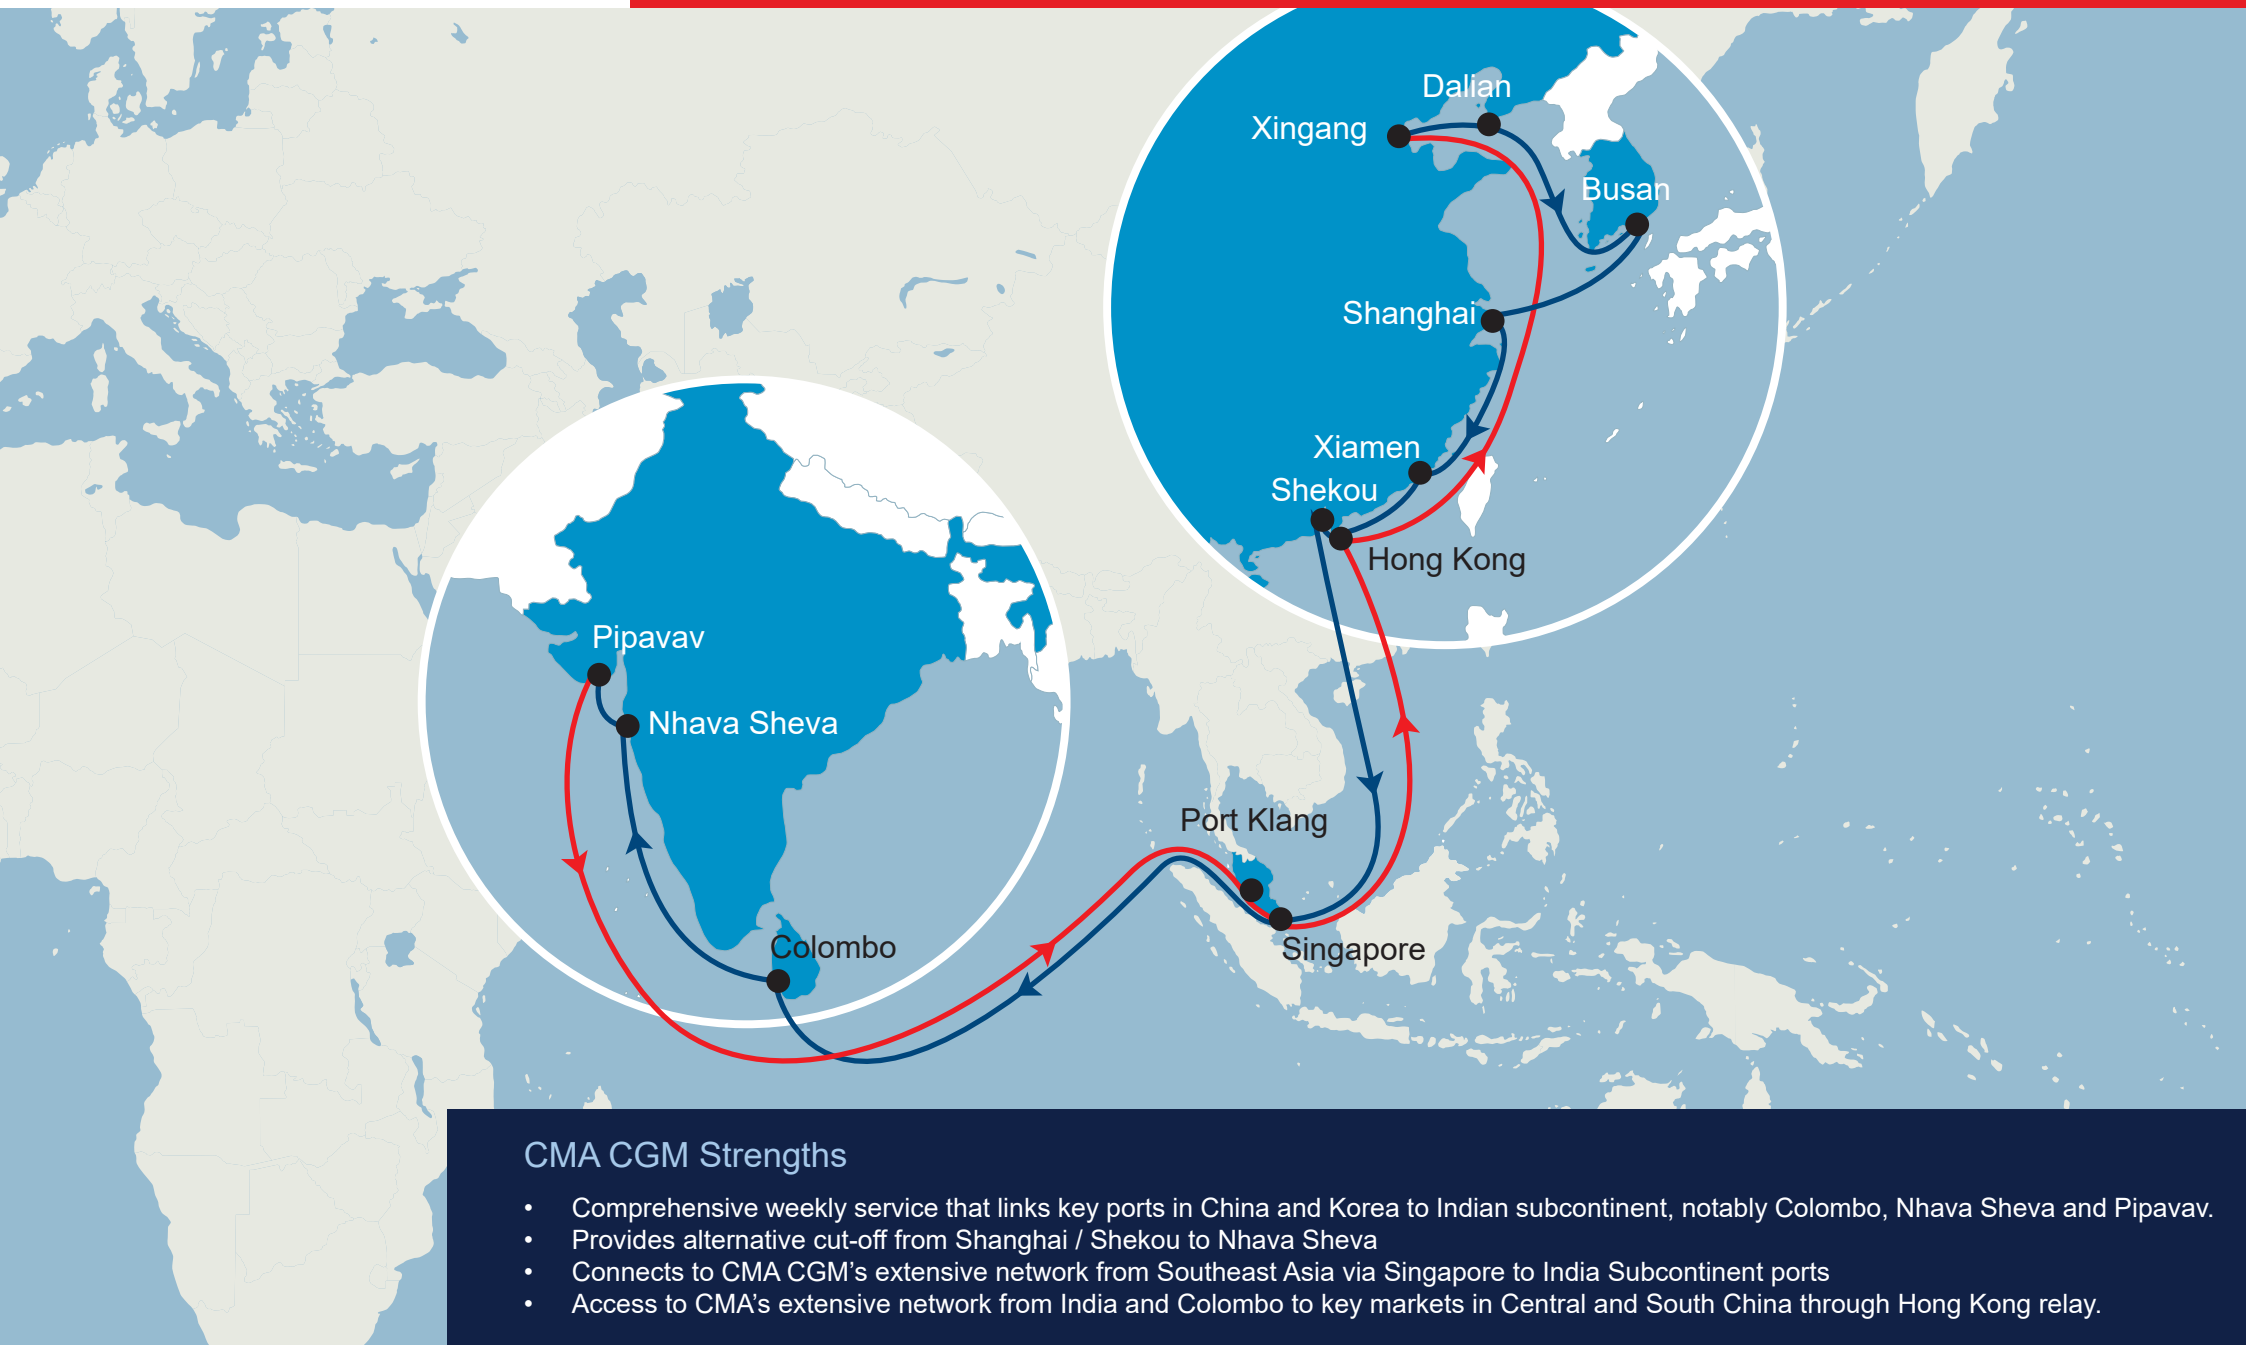 Dalian
Xingang
Busan
Shanghai
Xiamen
Shekou
Hong Kong
Pipavav
Nhava Sheva
Port Klang
Colombo
Singapore
CMA CGM Strengths
• Comprehensive weekly service that links key ports in China and Korea to Indian subcontinent, notably Colombo, Nhava Sheva and Pipavav.
• Provides alternative cut-off from Shanghai / Shekou to Nhava Sheva
• Connects to CMA CGM’s extensive network from Southeast Asia via Singapore to India Subcontinent ports
• Access to CMA’s extensive network from India and Colombo to key markets in Central and South China through Hong Kong relay.